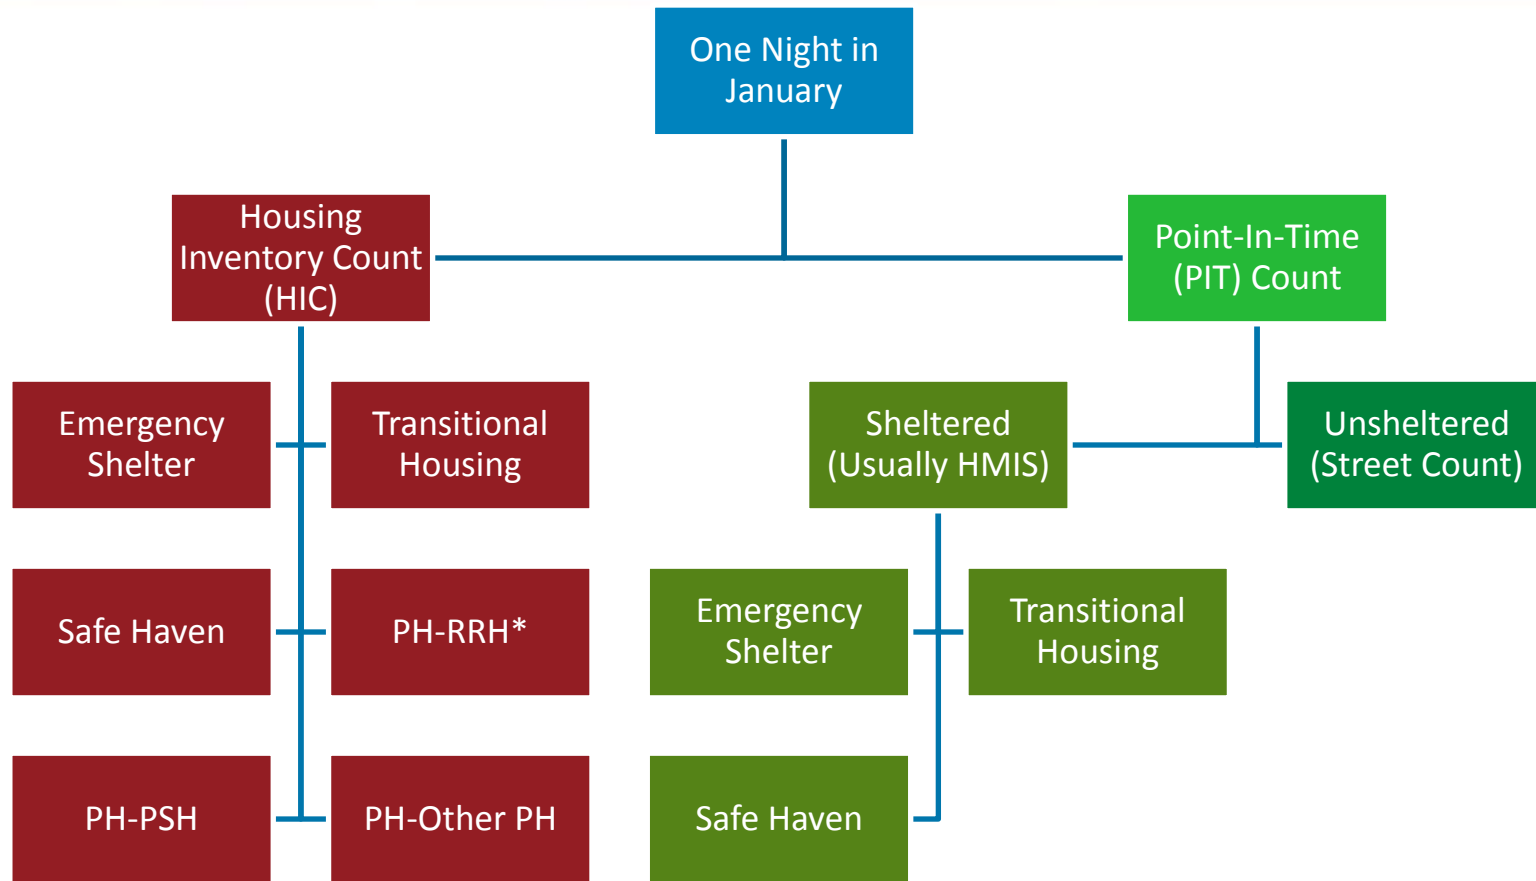 One Night in
January
Housing
Inventory Count
(HIC)
Point-In-Time
(PIT) Count
Emergency
Shelter
Transitional
Housing
Sheltered
(Usually HMIS)
Unsheltered
(Street Count)
Safe Haven
PH-RRH*
Emergency
Shelter
Transitional
Housing
PH-PSH
PH-Other PH
Safe Haven